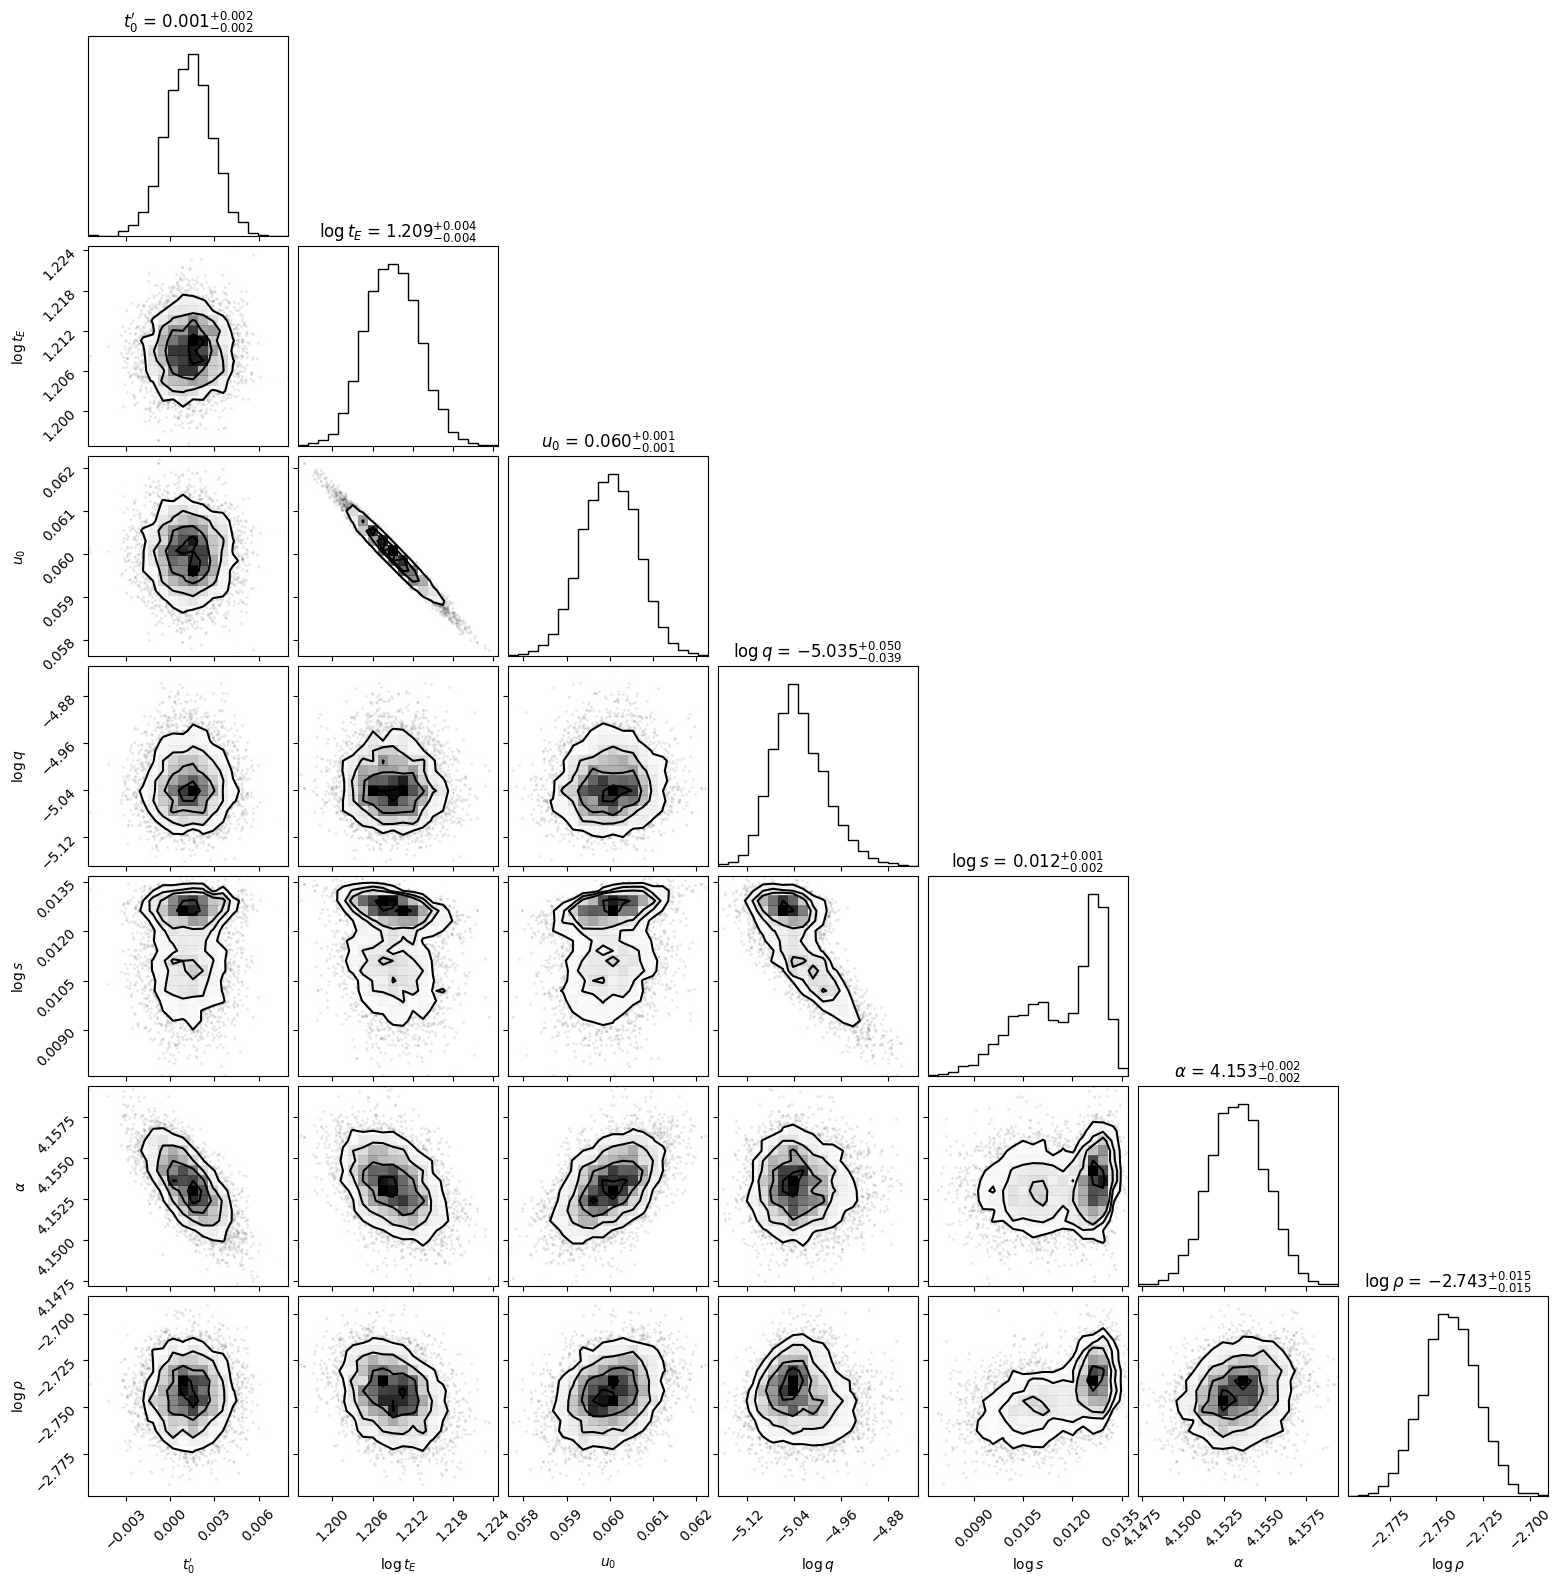 t′₀ = 0.001 +0.002 −0.002
log t_E = 1.209 +0.004 −0.004
1.224
1.218
1.212
1.206
1.200
log t_E
u₀ = 0.060 +0.001 −0.001
0.062
0.061
0.060
0.059
0.058
u₀
log q = −5.035 +0.050 −0.039
−4.88
−4.96
−5.04
−5.12
log q
log s = 0.012 +0.001 −0.002
0.0135
0.0120
0.0105
0.0090
log s
α = 4.153 +0.002 −0.002
4.1575
4.1550
4.1525
4.1500
4.1475
α
log ρ = −2.743 +0.015 −0.015
−2.700
−2.725
−2.750
−2.775
log ρ
−0.003 0.000 0.003 0.006
1.200 1.206 1.212 1.218 1.224
0.058 0.059 0.060 0.061 0.062
−5.12 −5.04 −4.96 −4.88
0.0090 0.0105 0.0120 0.0135
4.1475 4.1500 4.1525 4.1550 4.1575
−2.775 −2.750 −2.725 −2.700
t′₀ log t_E u₀ log q log s α log ρ